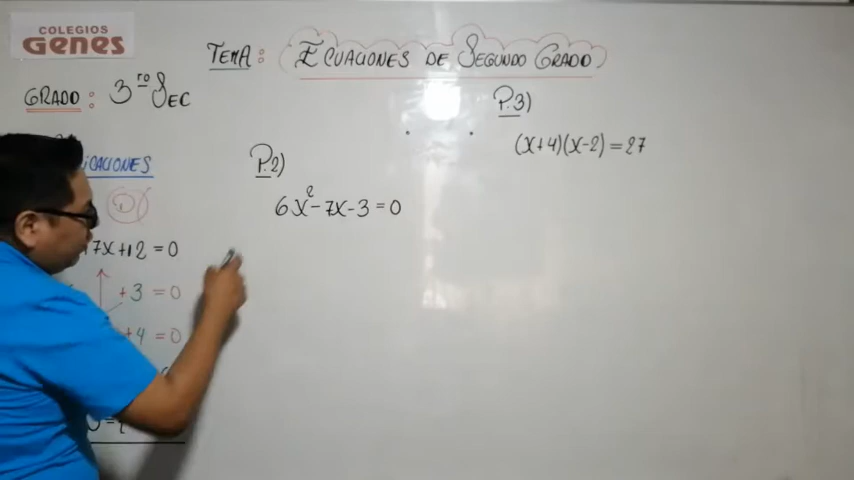 COLEGIOS
Genes
TEMA : ECUACIONES DE SEGUNDO GRADO
GRADO : 3ro SEC
P.3)
(x+4)(x-2) = 27
P.2)
6x² - 7x - 3 = 0
7x + 12 = 0
+ 3 = 0
+ 4 = 0